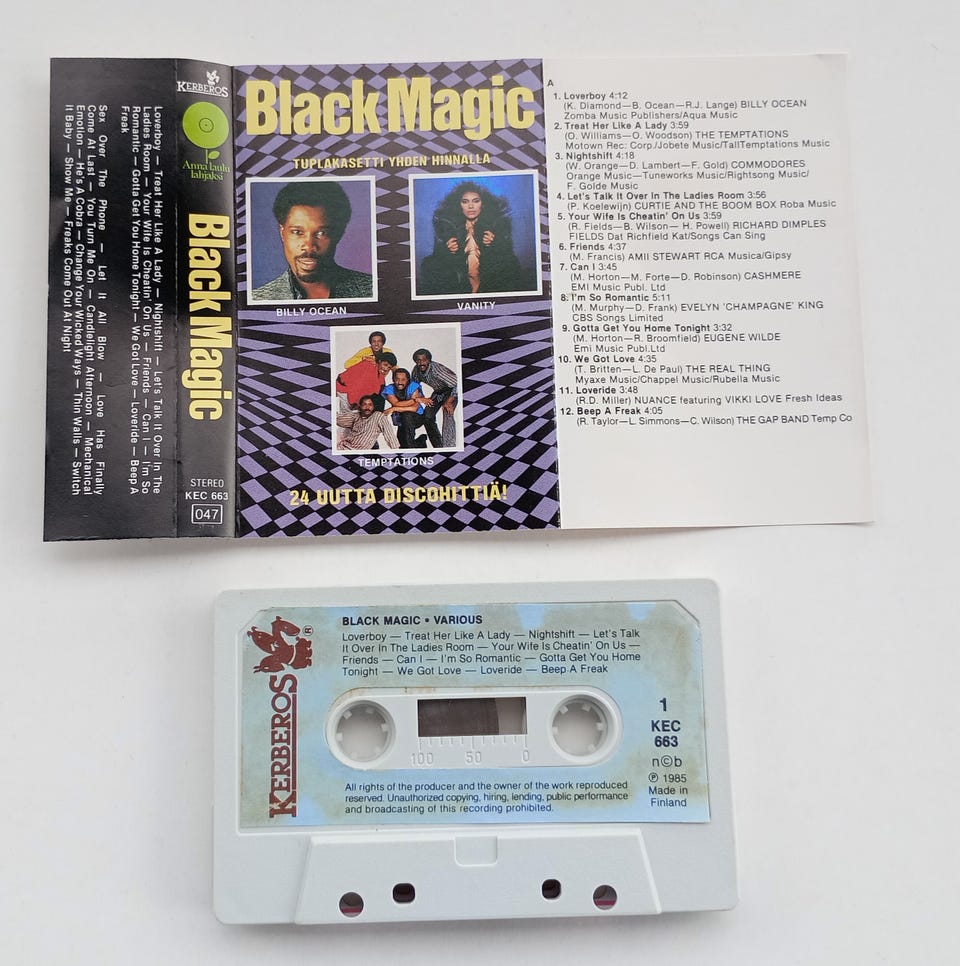 Loverboy — Treat Her Like A Lady — Nightshift — Let's Talk It Over In The
Ladies Room — Your Wife Is Cheatin' On Us — Friends — Can I — I'm So
Romantic — Gotta Get You Home Tonight — We Got Love — Loveride — Beep A
Freak
Sex Over The Phone — Let It All Blow — Love Has Finally
Come At Last — You Turn Me On — Candlelight Afternoon — Mechanical
Emotion — He's A Cobra — Change Your Wicked Ways — Thin Walls — Switch
It Baby — Show Me — Freaks Come Out At Night
KERBEROS
Anna laulu
lahjaksi
Black Magic
STEREO
KEC 663
047
Black Magic
TUPLAKASETTI YHDEN HINNALLA
BILLY OCEAN
VANITY
TEMPTATIONS
24 UUTTA DISCOHITTIÄ!
A
1. Loverboy 4:12
(K. Diamond—B. Ocean—R.J. Lange) BILLY OCEAN
Zomba Music Publishers/Aqua Music
2. Treat Her Like A Lady 3:59
(O. Williams—O. Woodson) THE TEMPTATIONS
Motown Rec: Corp./Jobete Music/TallTemptations Music
3. Nightshift 4:18
(W. Orange—D. Lambert—F. Gold) COMMODORES
Orange Music—Tuneworks Music/Rightsong Music/
F. Golde Music
4. Let's Talk It Over In The Ladies Room 3:56
(P. Koelewijn) CURTIE AND THE BOOM BOX Roba Music
5. Your Wife Is Cheatin' On Us 3:59
(R. Fields—B. Wilson—H. Powell) RICHARD DIMPLES
FIELDS Dat Richfield Kat/Songs Can Sing
6. Friends 4:37
(M. Francis) AMII STEWART RCA Musica/Gipsy
7. Can I 3:45
(M. Horton—M. Forte—D. Robinson) CASHMERE
EMI Music Publ. Ltd
8. I'm So Romantic 5:11
(M. Murphy—D. Frank) EVELYN 'CHAMPAGNE' KING
CBS Songs Limited
9. Gotta Get You Home Tonight 3:32
(M. Horton—R. Broomfield) EUGENE WILDE
Emi Music Publ.Ltd
10. We Got Love 4:35
(T. Britten—L. De Paul) THE REAL THING
Myaxe Music/Chappel Music/Rubella Music
11. Loveride 3:48
(R.D. Miller) NUANCE featuring VIKKI LOVE Fresh Ideas
12. Beep A Freak 4:05
(R. Taylor—L. Simmons—C. Wilson) THE GAP BAND Temp Co
KERBEROS ®
BLACK MAGIC • VARIOUS
Loverboy — Treat Her Like A Lady — Nightshift — Let's Talk
It Over In The Ladies Room — Your Wife Is Cheatin' On Us —
Friends — Can I — I'm So Romantic — Gotta Get You Home
Tonight — We Got Love — Loveride — Beep A Freak
100 50 0
1
KEC
663
n©b
℗ 1985
Made in
Finland
All rights of the producer and the owner of the work reproduced
reserved. Unauthorized copying, hiring, lending, public performance
and broadcasting of this recording prohibited.